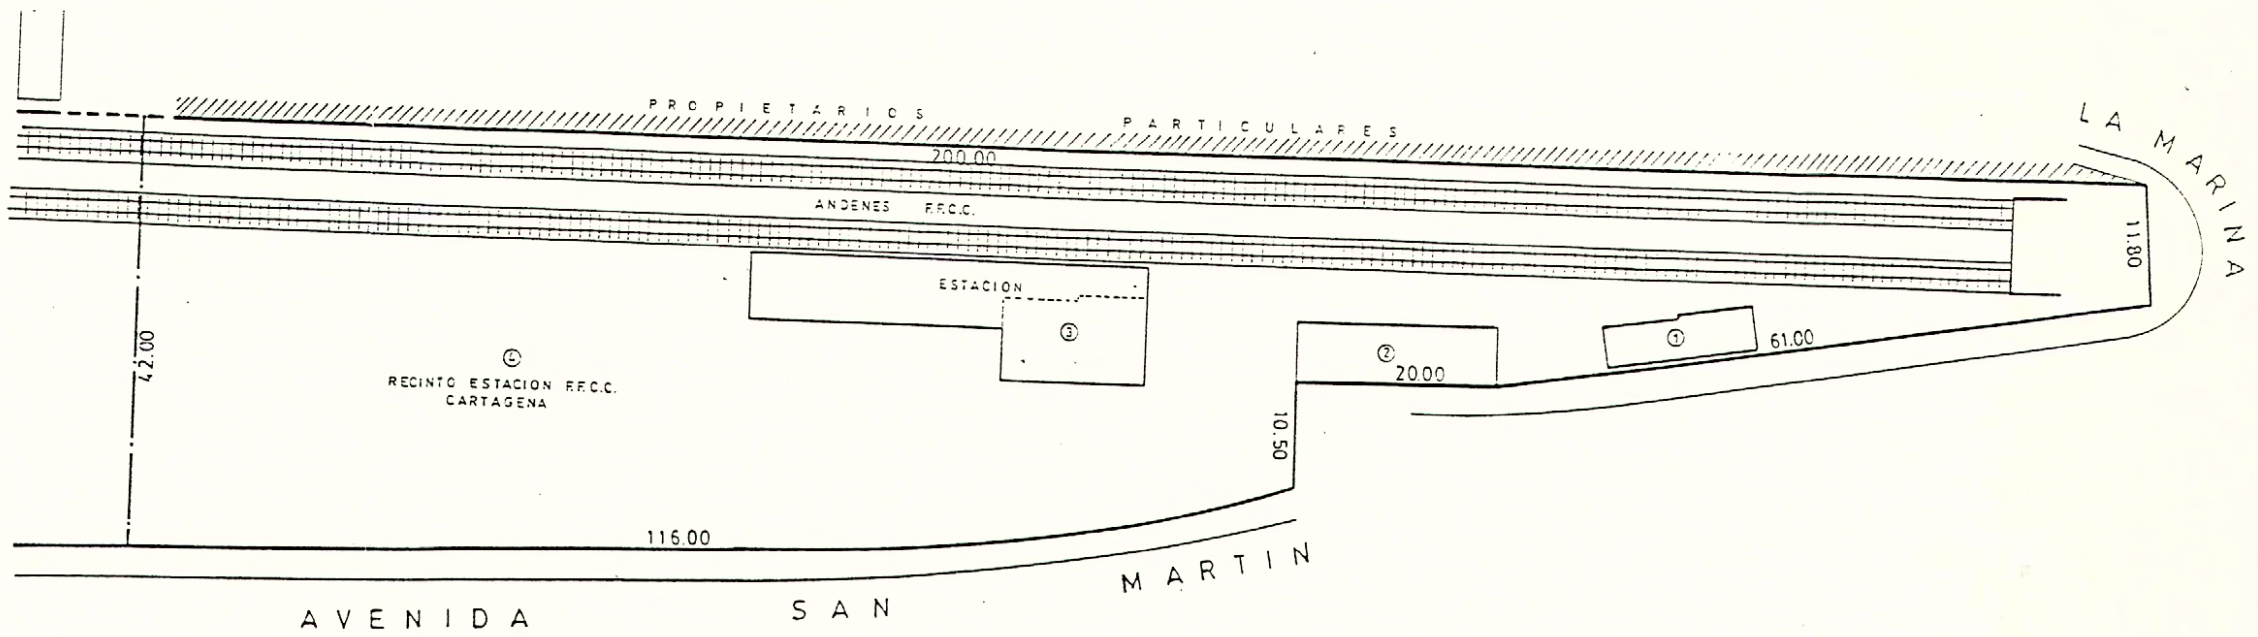 PROPIETARIOS PARTICULARES
LA MARINA
200.00
ANDENES F.F.C.C.
11.80
ESTACION
3
42.00
4
RECINTO ESTACION F.F.C.C.
CARTAGENA
2
20.00
1
61.00
10.50
116.00
AVENIDA SAN MARTIN